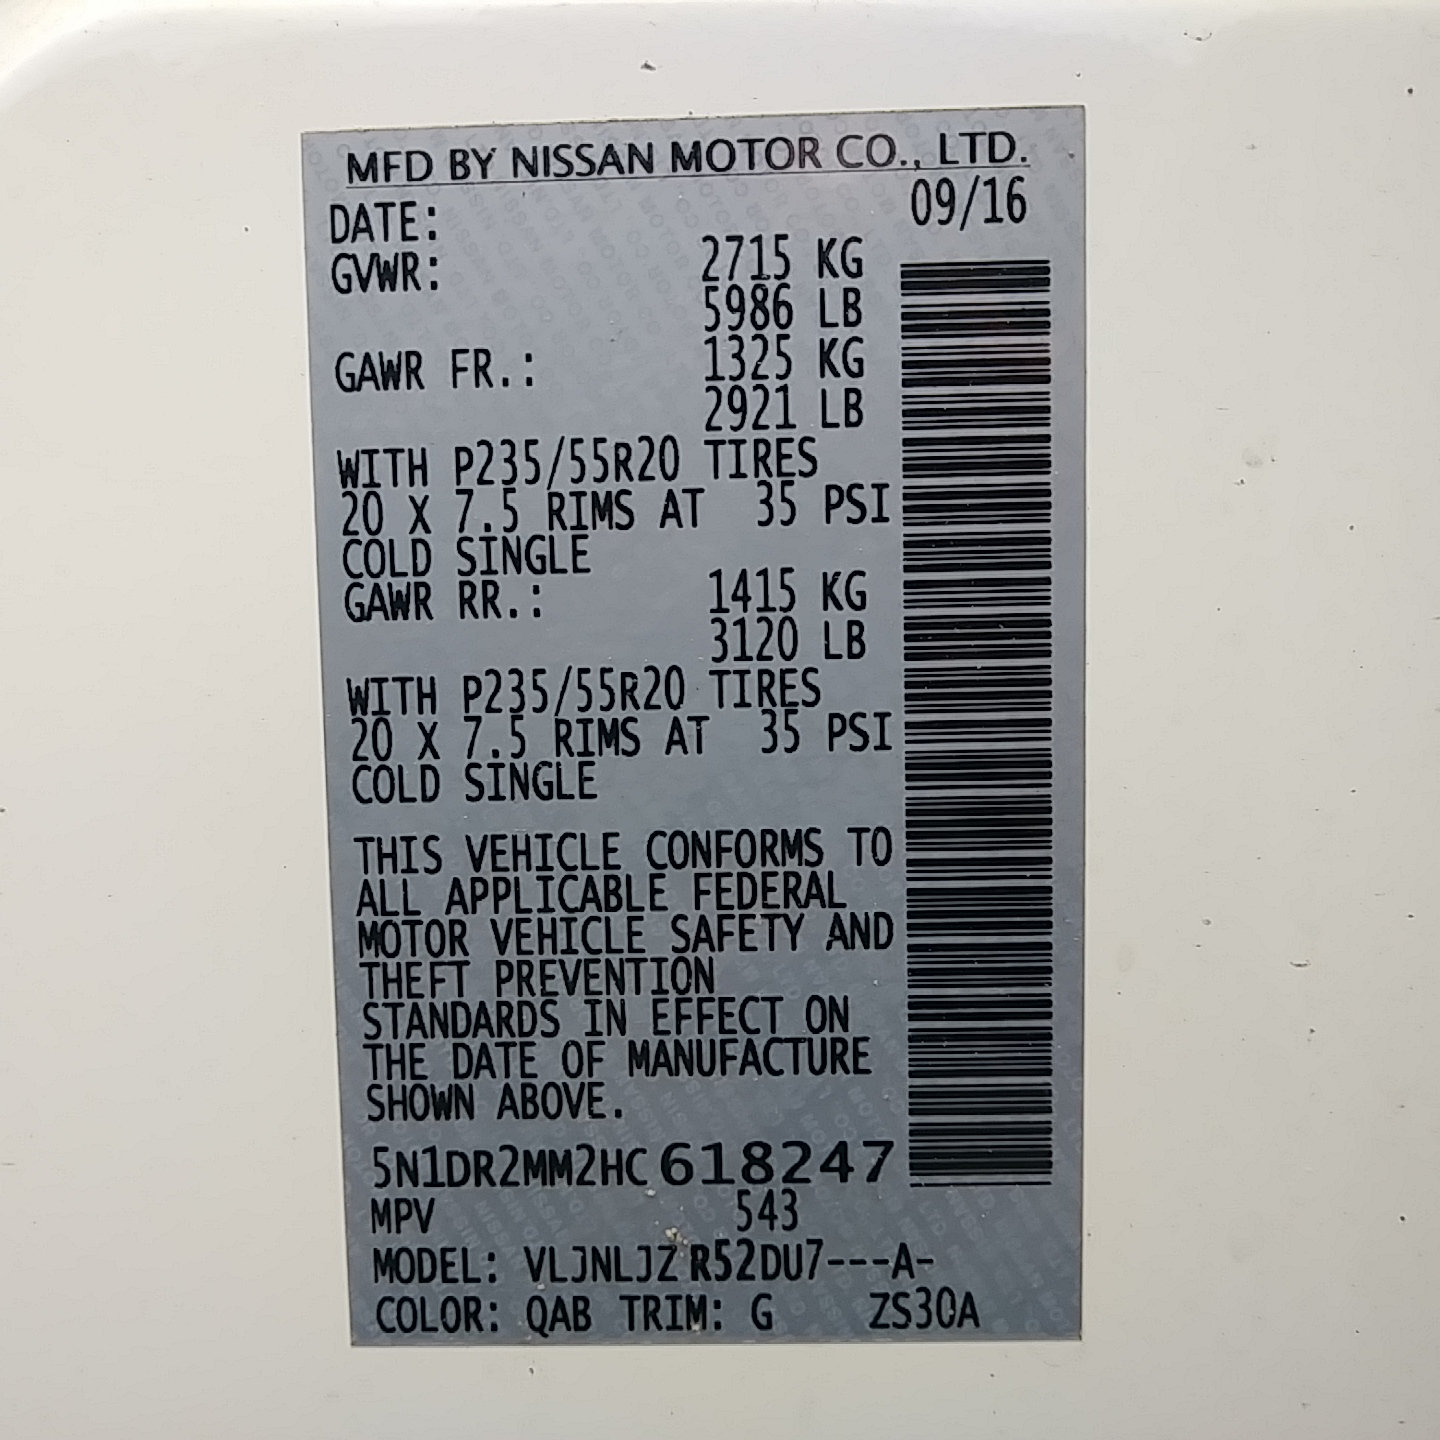 MFD BY NISSAN MOTOR CO., LTD.
DATE: 09/16
GVWR: 2715 KG
5986 LB
GAWR FR.: 1325 KG
2921 LB
WITH P235/55R20 TIRES
20 X 7.5 RIMS AT 35 PSI
COLD SINGLE
GAWR RR.: 1415 KG
3120 LB
WITH P235/55R20 TIRES
20 X 7.5 RIMS AT 35 PSI
COLD SINGLE
THIS VEHICLE CONFORMS TO
ALL APPLICABLE FEDERAL
MOTOR VEHICLE SAFETY AND
THEFT PREVENTION
STANDARDS IN EFFECT ON
THE DATE OF MANUFACTURE
SHOWN ABOVE.
5N1DR2MM2HC618247
MPV 543
MODEL: VLJNLJZ R52DU7---A-
COLOR: QAB TRIM: G ZS30A